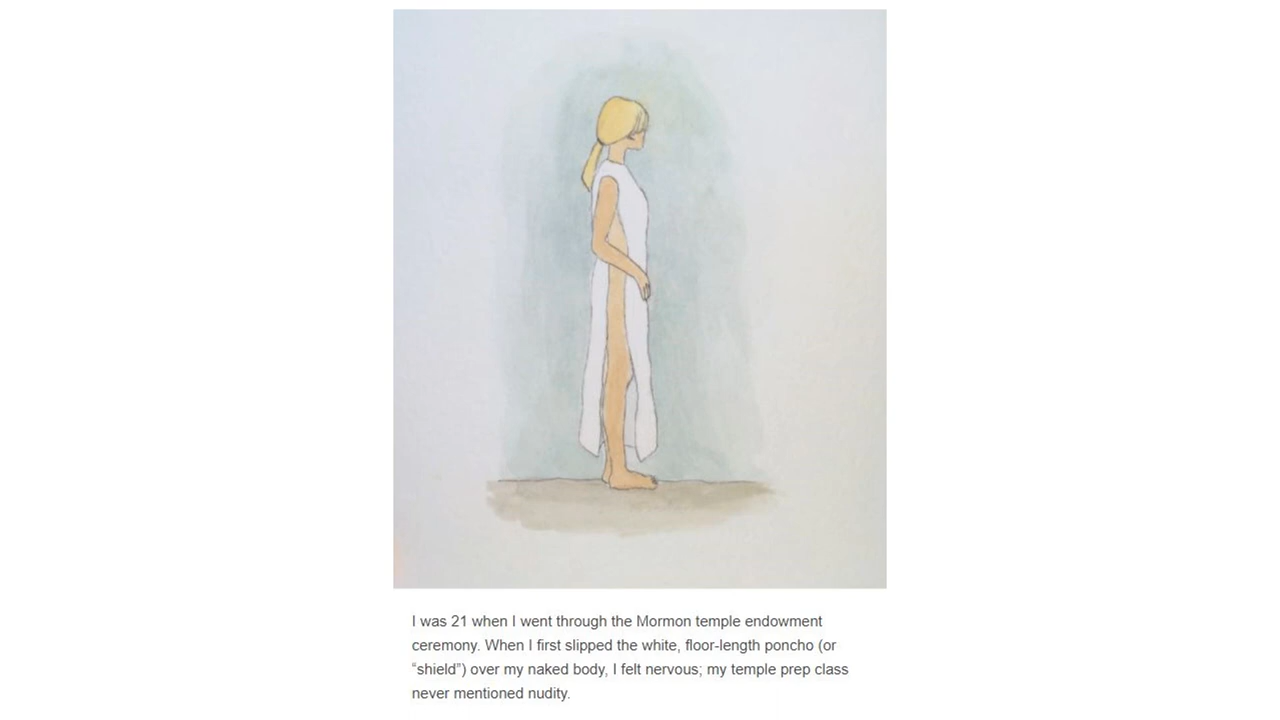 I was 21 when I went through the Mormon temple endowment
ceremony. When I first slipped the white, floor-length poncho (or
“shield”) over my naked body, I felt nervous; my temple prep class
never mentioned nudity.